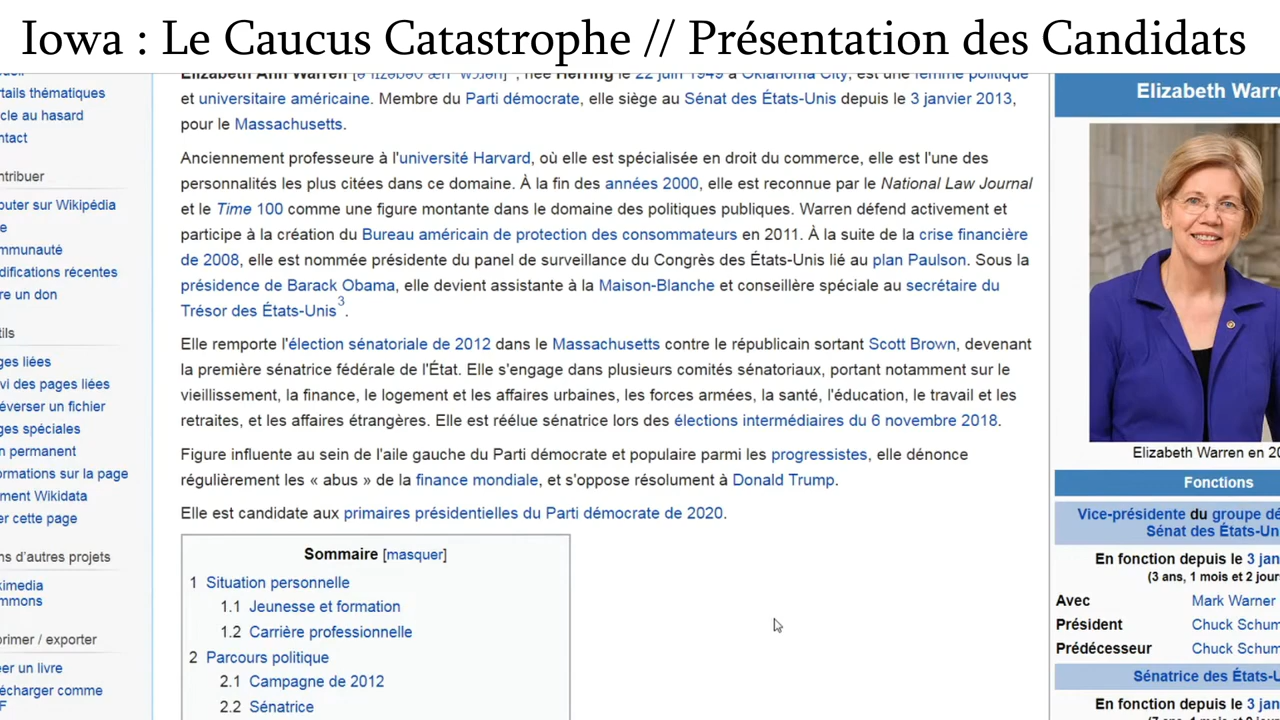 Iowa : Le Caucus Catastrophe // Présentation des Candidats
rtails thématiques
cle au hasard
ntact
ntribuer
buter sur Wikipédia
e
mmunauté
difications récentes
re un don
tils
ges liées
vi des pages liées
éverser un fichier
ges spéciales
n permanent
ormations sur la page
ment Wikidata
er cette page
ns d'autres projets
kimedia
mmons
primer / exporter
er un livre
lécharger comme
F
Elizabeth Ann Warren née Herring le 22 juin 1949 à Oklahoma City, est une femme politique
et universitaire américaine. Membre du Parti démocrate, elle siège au Sénat des États-Unis depuis le 3 janvier 2013,
pour le Massachusetts.
Anciennement professeure à l'université Harvard, où elle est spécialisée en droit du commerce, elle est l'une des
personnalités les plus citées dans ce domaine. À la fin des années 2000, elle est reconnue par le National Law Journal
et le Time 100 comme une figure montante dans le domaine des politiques publiques. Warren défend activement et
participe à la création du Bureau américain de protection des consommateurs en 2011. À la suite de la crise financière
de 2008, elle est nommée présidente du panel de surveillance du Congrès des États-Unis lié au plan Paulson. Sous la
présidence de Barack Obama, elle devient assistante à la Maison-Blanche et conseillère spéciale au secrétaire du
Trésor des États-Unis3.
Elle remporte l'élection sénatoriale de 2012 dans le Massachusetts contre le républicain sortant Scott Brown, devenant
la première sénatrice fédérale de l'État. Elle s'engage dans plusieurs comités sénatoriaux, portant notamment sur le
vieillissement, la finance, le logement et les affaires urbaines, les forces armées, la santé, l'éducation, le travail et les
retraites, et les affaires étrangères. Elle est réélue sénatrice lors des élections intermédiaires du 6 novembre 2018.
Figure influente au sein de l'aile gauche du Parti démocrate et populaire parmi les progressistes, elle dénonce
régulièrement les « abus » de la finance mondiale, et s'oppose résolument à Donald Trump.
Elle est candidate aux primaires présidentielles du Parti démocrate de 2020.
Sommaire [masquer]
1 Situation personnelle
1.1 Jeunesse et formation
1.2 Carrière professionnelle
2 Parcours politique
2.1 Campagne de 2012
2.2 Sénatrice
Elizabeth Warr
Elizabeth Warren en 20
Fonctions
Vice-présidente du groupe dé
Sénat des États-Un
En fonction depuis le 3 jan
(3 ans, 1 mois et 2 jour
Avec Mark Warner
Président Chuck Schum
Prédécesseur Chuck Schum
Sénatrice des États-U
En fonction depuis le 3 jan